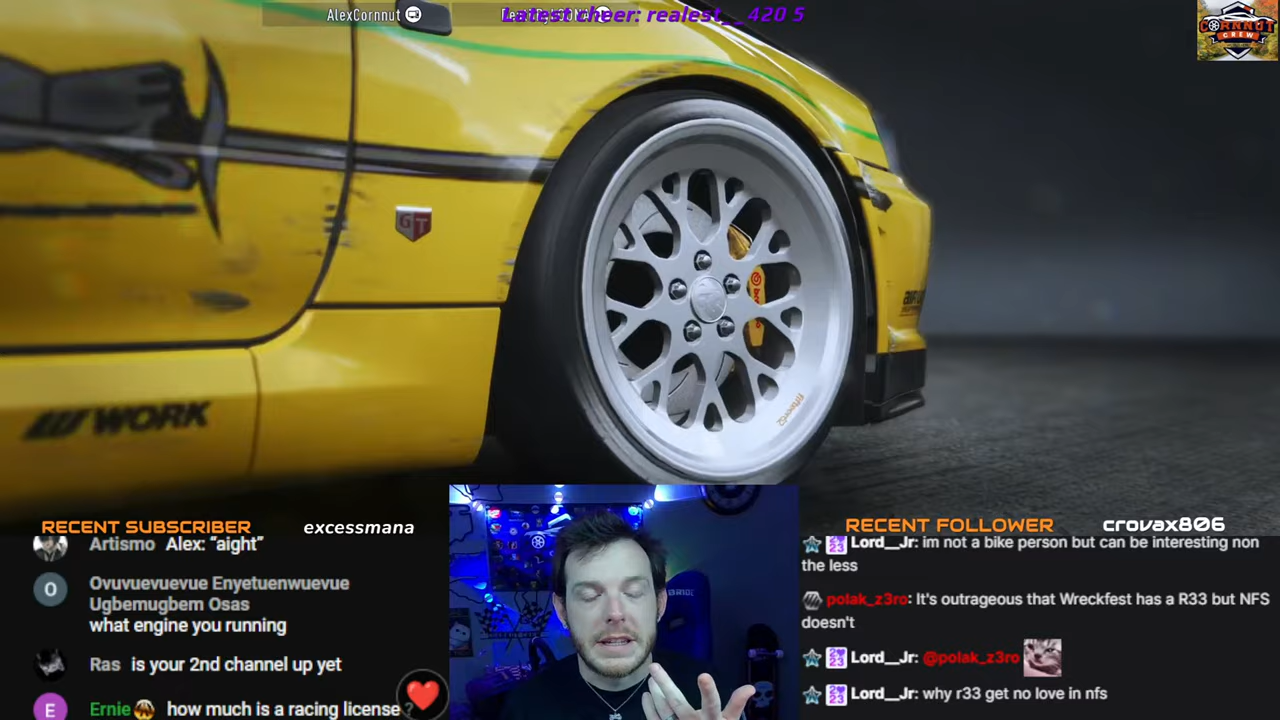 AlexCornnut
Latest cheer: realest__420 5
CORNNUT
CREW
GT
WORK
RECENT SUBSCRIBER excessmana
Artismo Alex: “aight”
O
Ovuvuevuevue Enyetuenwuevue
Ugbemugbem Osas
what engine you running
Ras is your 2nd channel up yet
E
Ernie how much is a racing license ?
BRIDE
RECENT FOLLOWER crovax806
Lord__Jr: im not a bike person but can be interesting non
the less
polak_z3ro: It's outrageous that Wreckfest has a R33 but NFS
doesn't
Lord__Jr: @polak_z3ro
Lord__Jr: why r33 get no love in nfs